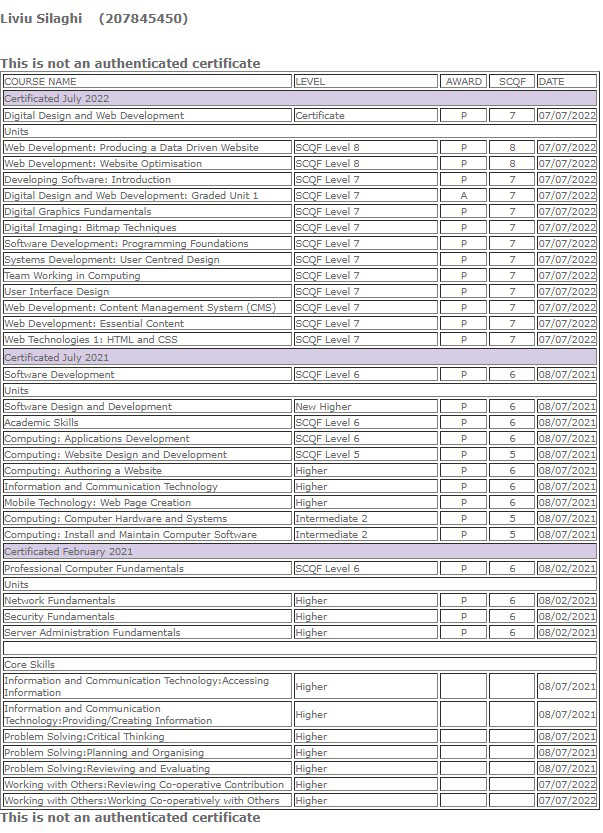 Liviu Silaghi (207845450)
This is not an authenticated certificate
COURSE NAME LEVEL AWARD SCQF DATE
Certificated July 2022
Digital Design and Web Development Certificate P 7 07/07/2022
Units
Web Development: Producing a Data Driven Website SCQF Level 8 P 8 07/07/2022
Web Development: Website Optimisation SCQF Level 8 P 8 07/07/2022
Developing Software: Introduction SCQF Level 7 P 7 07/07/2022
Digital Design and Web Development: Graded Unit 1 SCQF Level 7 A 7 07/07/2022
Digital Graphics Fundamentals SCQF Level 7 P 7 07/07/2022
Digital Imaging: Bitmap Techniques SCQF Level 7 P 7 07/07/2022
Software Development: Programming Foundations SCQF Level 7 P 7 07/07/2022
Systems Development: User Centred Design SCQF Level 7 P 7 07/07/2022
Team Working in Computing SCQF Level 7 P 7 07/07/2022
User Interface Design SCQF Level 7 P 7 07/07/2022
Web Development: Content Management System (CMS) SCQF Level 7 P 7 07/07/2022
Web Development: Essential Content SCQF Level 7 P 7 07/07/2022
Web Technologies 1: HTML and CSS SCQF Level 7 P 7 07/07/2022
Certificated July 2021
Software Development SCQF Level 6 P 6 08/07/2021
Units
Software Design and Development New Higher P 6 08/07/2021
Academic Skills SCQF Level 6 P 6 08/07/2021
Computing: Applications Development SCQF Level 6 P 6 08/07/2021
Computing: Website Design and Development SCQF Level 5 P 5 08/07/2021
Computing: Authoring a Website Higher P 6 08/07/2021
Information and Communication Technology Higher P 6 08/07/2021
Mobile Technology: Web Page Creation Higher P 6 08/07/2021
Computing: Computer Hardware and Systems Intermediate 2 P 5 08/07/2021
Computing: Install and Maintain Computer Software Intermediate 2 P 5 08/07/2021
Certificated February 2021
Professional Computer Fundamentals SCQF Level 6 P 6 08/02/2021
Units
Network Fundamentals Higher P 6 08/02/2021
Security Fundamentals Higher P 6 08/02/2021
Server Administration Fundamentals Higher P 6 08/02/2021
Core Skills
Information and Communication Technology:Accessing
Information Higher 08/07/2021
Information and Communication
Technology:Providing/Creating Information Higher 08/07/2021
Problem Solving:Critical Thinking Higher 08/07/2021
Problem Solving:Planning and Organising Higher 08/07/2021
Problem Solving:Reviewing and Evaluating Higher 08/07/2021
Working with Others:Reviewing Co-operative Contribution Higher 07/07/2022
Working with Others:Working Co-operatively with Others Higher 07/07/2022
This is not an authenticated certificate